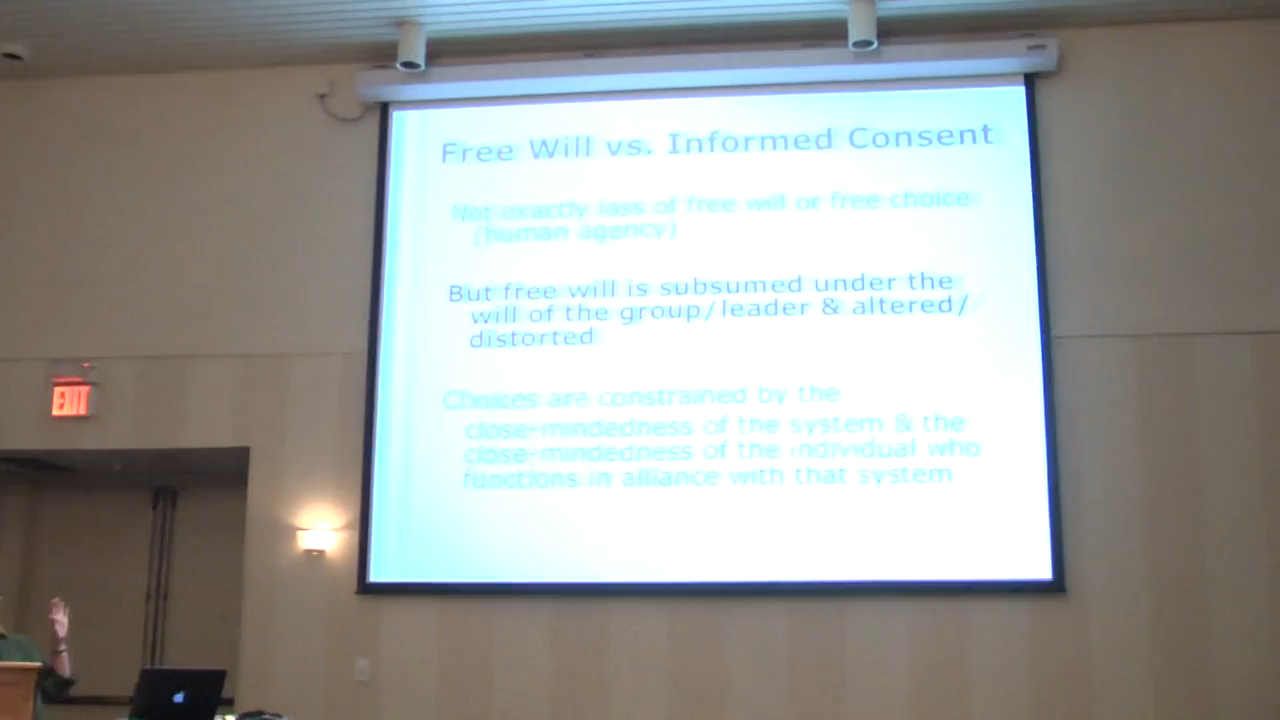 Free Will vs. Informed Consent
Not exactly loss of free will or free choice
(human agency)
But free will is subsumed under the
will of the group/leader & altered/
distorted
Choices are constrained by the
close-mindedness of the system & the
close-mindedness of the individual who
functions in alliance with that system
EXIT